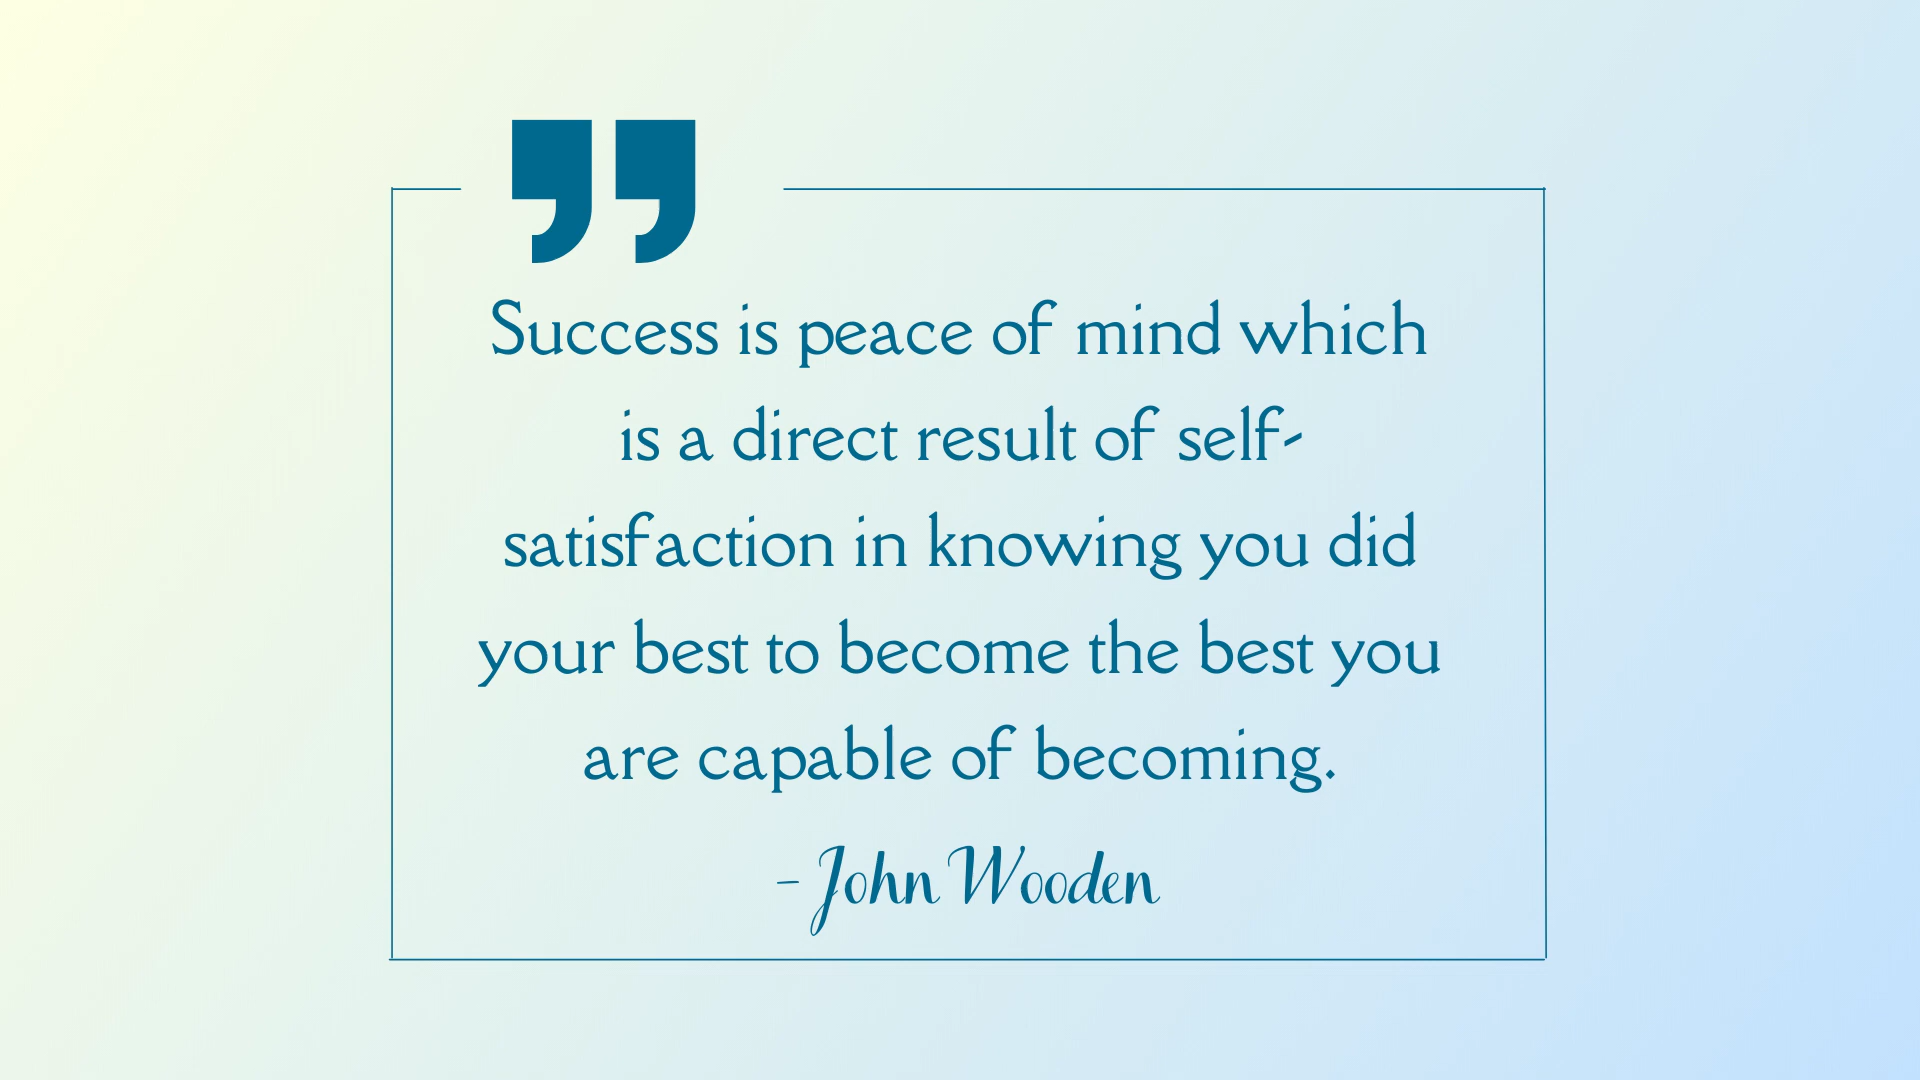 ”
Success is peace of mind which
is a direct result of self-
satisfaction in knowing you did
your best to become the best you
are capable of becoming.
- John Wooden